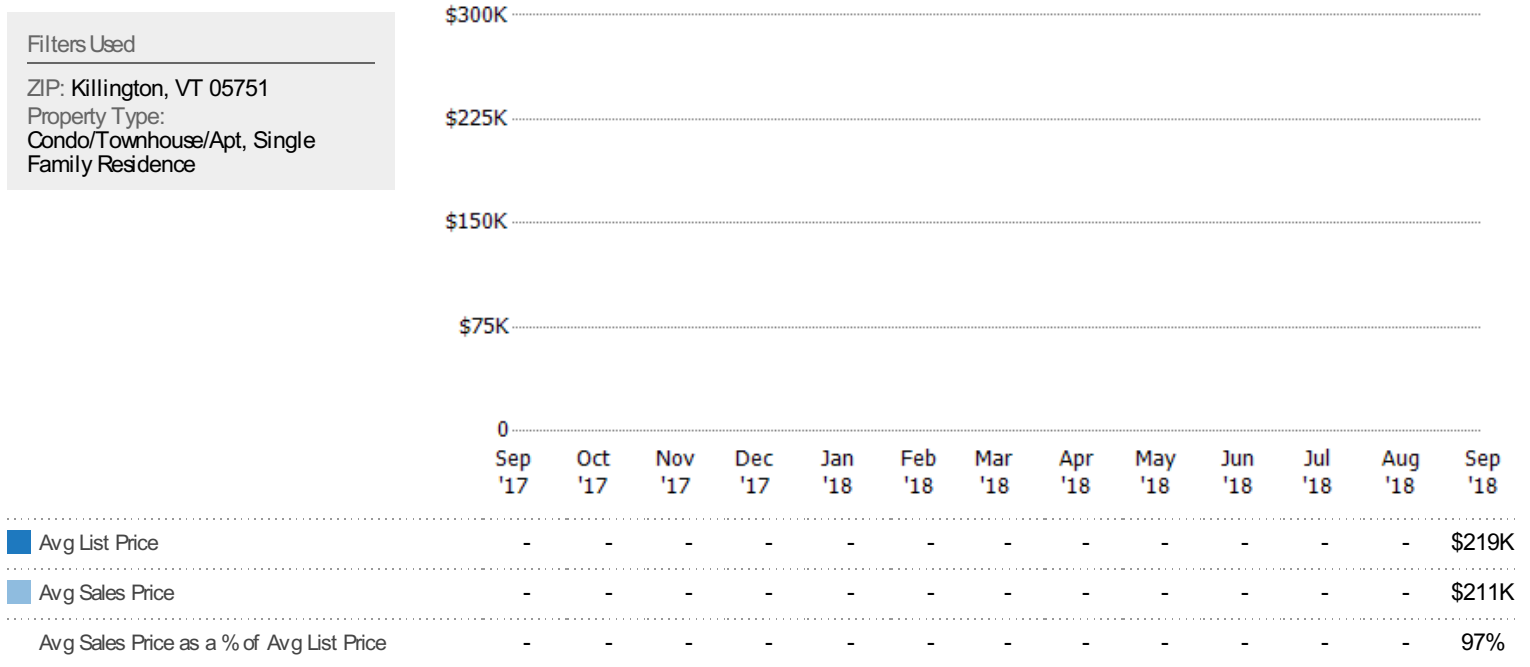 Filters Used
ZIP: Killington, VT 05751
Property Type:
Condo/Townhouse/Apt, Single
Family Residence
$300K
$225K
$150K
$75K
0
Sep Oct Nov Dec Jan Feb Mar Apr May Jun Jul Aug Sep
'17 '17 '17 '17 '18 '18 '18 '18 '18 '18 '18 '18 '18
Avg List Price - - - - - - - - - - - - $219K
Avg Sales Price - - - - - - - - - - - - $211K
Avg Sales Price as a % of Avg List Price - - - - - - - - - - - - 97%